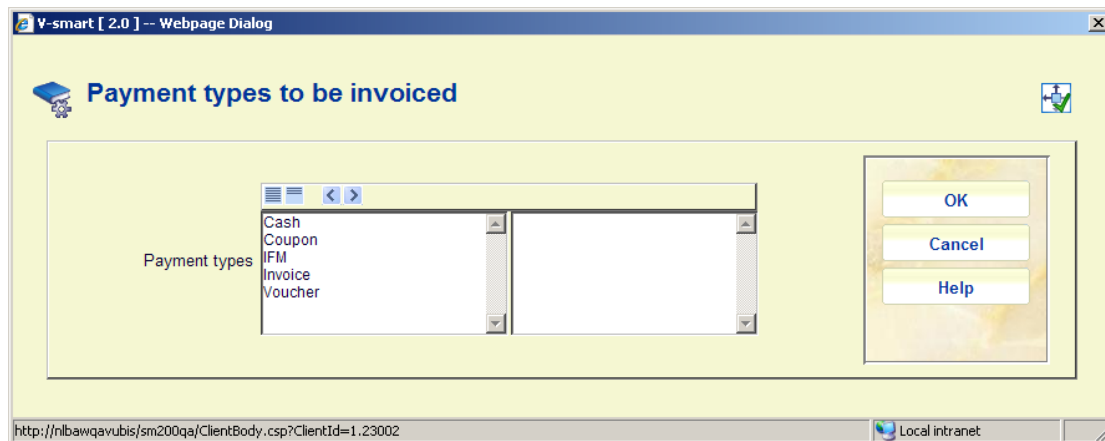 V-smart [ 2.0 ] -- Webpage Dialog
Payment types to be invoiced
Payment types
Cash
Coupon
IFM
Invoice
Voucher
OK
Cancel
Help
http://nlbawqavubis/sm200qa/ClientBody.csp?ClientId=1.23002
Local intranet